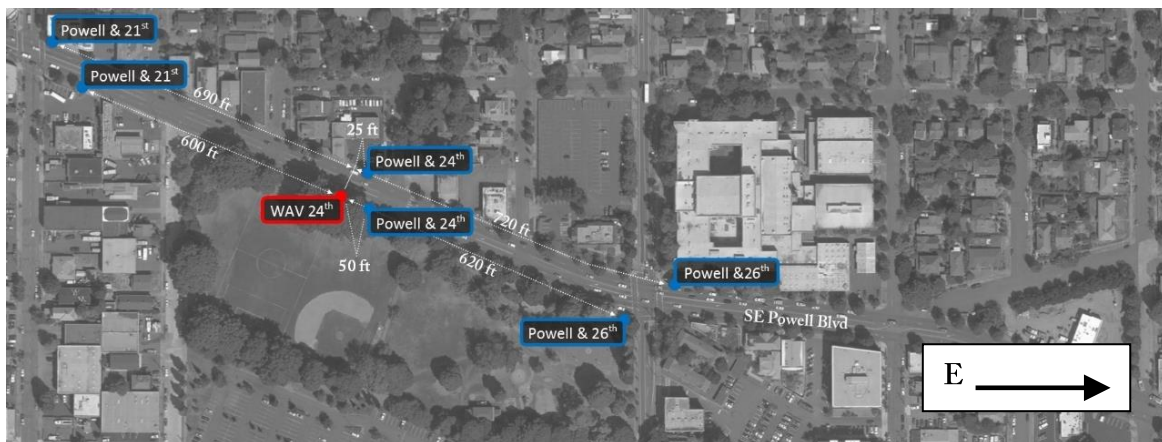 Powell & 21st
Powell & 21st
690 ft
600 ft
25 ft
Powell & 24th
WAV 24th
Powell & 24th
720 ft
50 ft
620 ft
Powell &26th
Powell & 26th
SE Powell Blvd
E